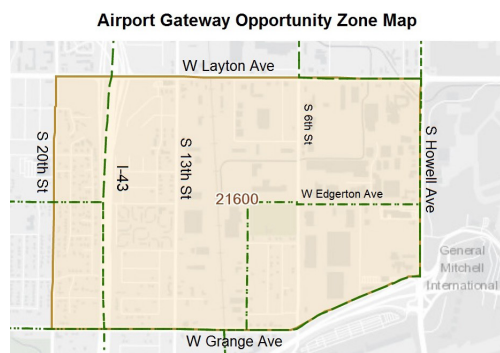 Airport Gateway Opportunity Zone Map
W Layton Ave
S 20th St
I-43
S 13th St
S 6th St
S Howell Ave
W Edgerton Ave
21600
General
Mitchell
International
W Grange Ave